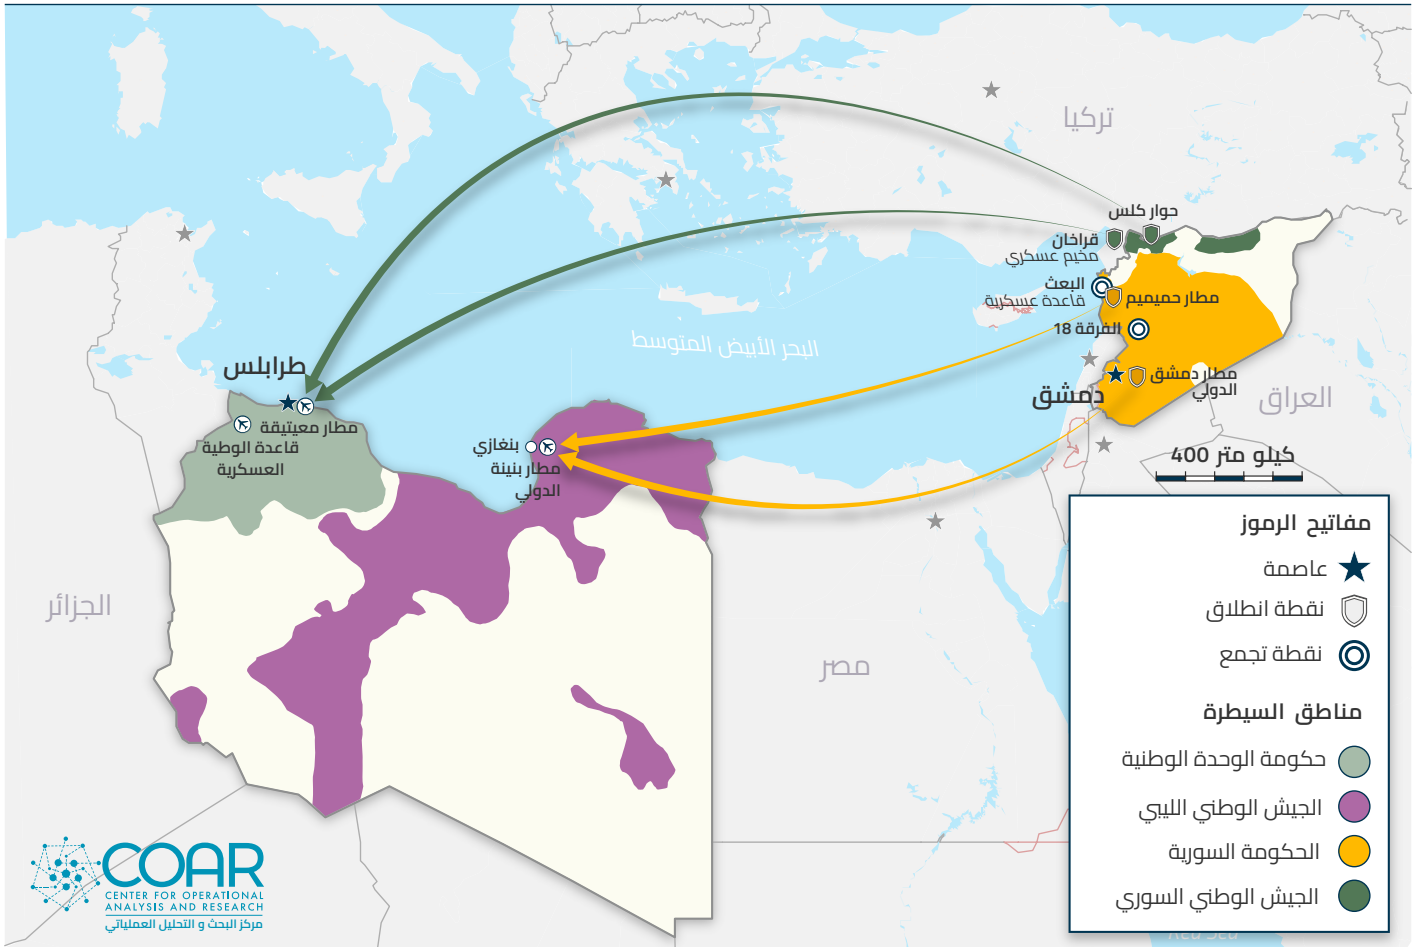 تركيا
حوار كلس
قراخان
مخيم عسكري
البعث
قاعدة عسكرية
مطار حميميم
الفرقة 18
البحر الأبيض المتوسط
طرابلس
مطار دمشق
الدولي
دمشق
العراق
مطار معيتيقة
قاعدة الوطية
العسكرية
بنغازي
مطار بنينة
الدولي
400 كيلو متر
الجزائر
مصر
مفاتيح الرموز
عاصمة
نقطة انطلاق
نقطة تجمع
مناطق السيطرة
حكومة الوحدة الوطنية
الجيش الوطني الليبي
الحكومة السورية
الجيش الوطني السوري
Red Sea
COAR
CENTER FOR OPERATIONAL
ANALYSIS AND RESEARCH
مركز البحث و التحليل العملياتي